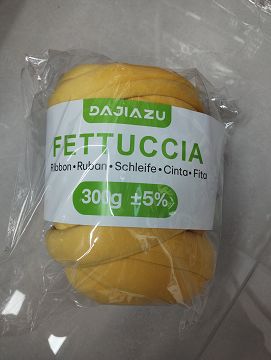 DAJIAZU
FETTUCCIA
Ribbon • Ruban • Schleife • Cinta • Fita
300g ±5%